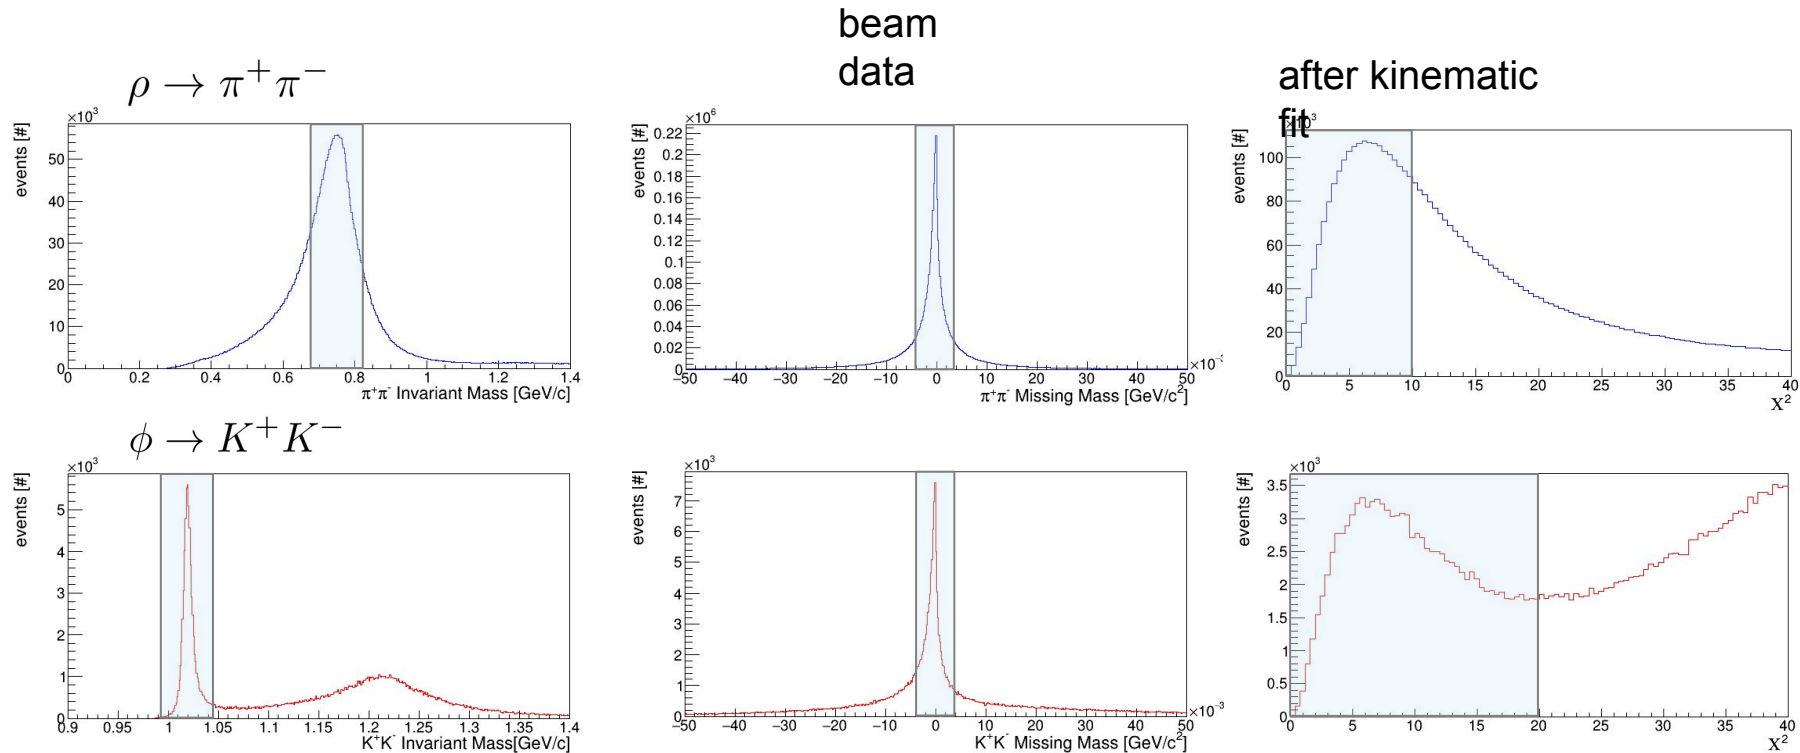 beam
data
after kinematic
fit
ρ → π⁺π⁻
×10³
events [#]
50
40
30
20
10
0
0 0.2 0.4 0.6 0.8 1 1.2 1.4
π⁺π⁻ Invariant Mass [GeV/c]
×10⁶
events [#]
0.22
0.2
0.18
0.16
0.14
0.12
0.1
0.08
0.06
0.04
0.02
0
−50 −40 −30 −20 −10 0 10 20 30 40 50
π⁺π⁻ Missing Mass [GeV/c²]
×10³
events [#]
100
80
60
40
20
0
0 5 10 15 20 25 30 35 40
χ²
ϕ → K⁺K⁻
×10³
events [#]
5
4
3
2
1
0
0.9 0.95 1 1.05 1.1 1.15 1.2 1.25 1.3 1.35 1.4
K⁺K⁻ Invariant Mass[GeV/c]
×10³
events [#]
7
6
5
4
3
2
1
0
−50 −40 −30 −20 −10 0 10 20 30 40 50
×10⁻³
K⁺K⁻ Missing Mass [GeV/c²]
×10³
events [#]
3.5
3
2.5
2
1.5
1
0.5
0
0 5 10 15 20 25 30 35 40
χ²